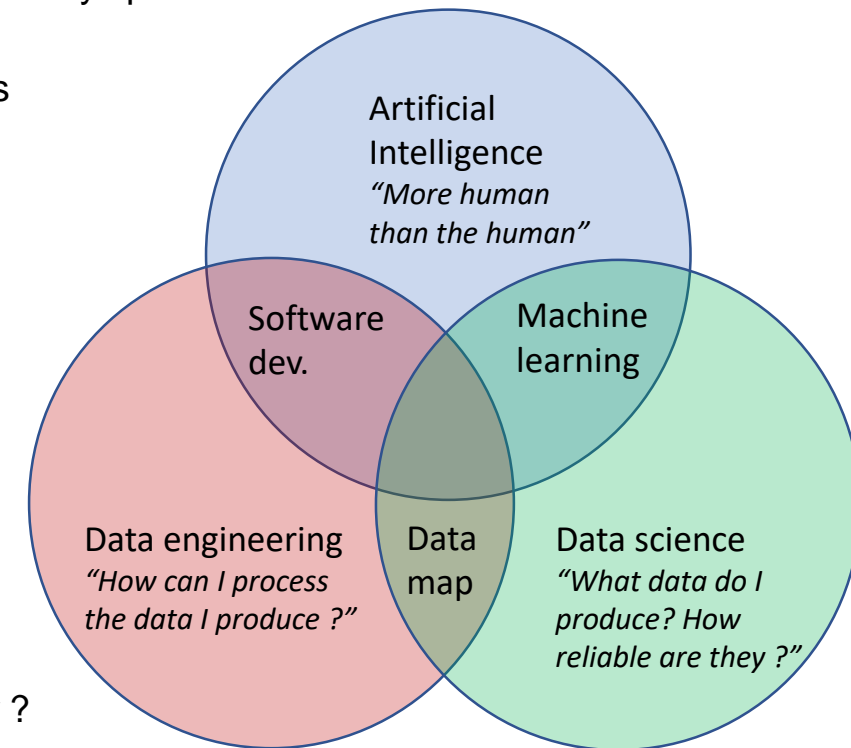 s
Artificial
Intelligence
“More human
than the human”
Software
dev.
Machine
learning
Data engineering
“How can I process
the data I produce ?”
Data
map
Data science
“What data do I
produce? How
reliable are they ?”
?